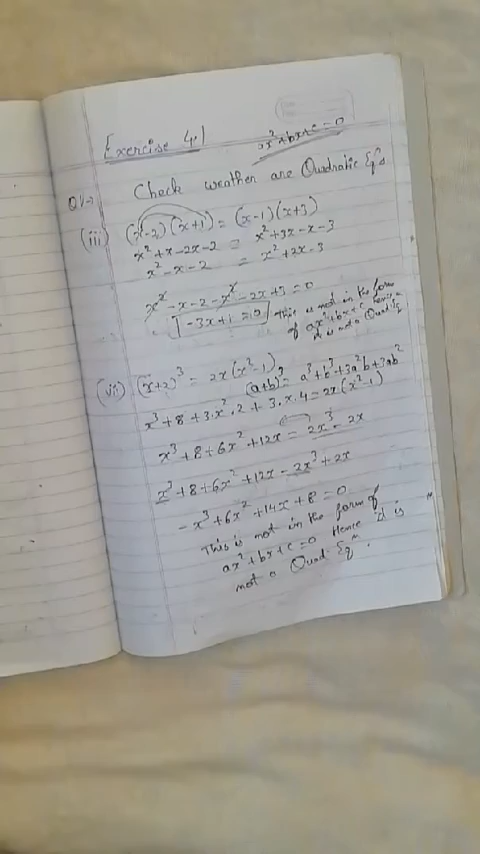 Exercise 4.1
ax²+bx+c=0
Q1→ Check weather are Quadratic Eqⁿs
(iii) (x-2)(x+1) = (x-1)(x+3)
x²+x-2x-2 = x²+3x-x-3
x²-x-2 = x²+2x-3
x²-x-2-x²-2x+3=0
-3x+1=0 This is not in the form
of ax²+bx+c Hence
it is not a Quad Eq
(vii) (x+2)³ = 2x(x²-1),
(a+b)³ = a³+b³+3a²b+3ab²
x³+8+3·x²·2+3·x·4=2x(x²-1)
x³+8+6x²+12x=2x³-2x
x³+8+6x²+12x-2x³+2x
-x³+6x²+14x+8=0
This is not in the form of
ax²+bx+c=0 Hence it is
not a Quad Eqⁿ.